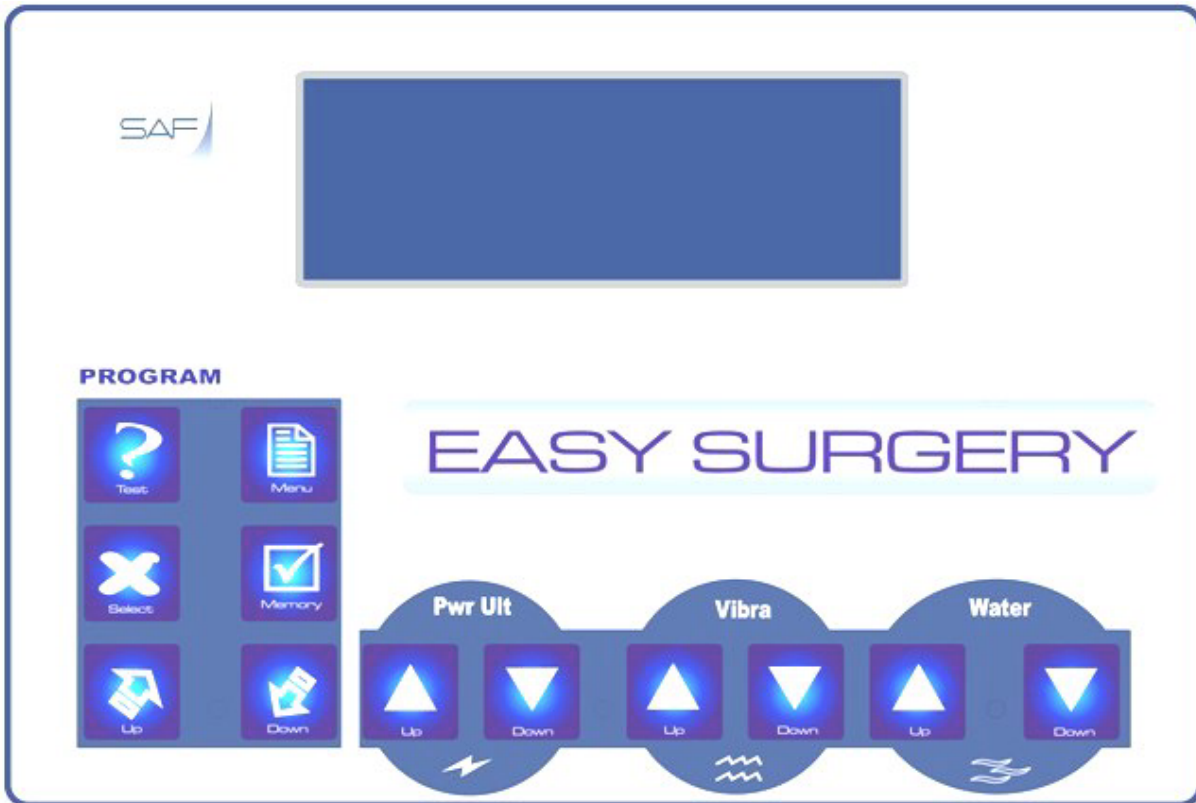 SAF
PROGRAM
Test Menu
EASY SURGERY
Select Memory
Pwr Ult Vibra Water
Up Down Up Down Up Down Up Down